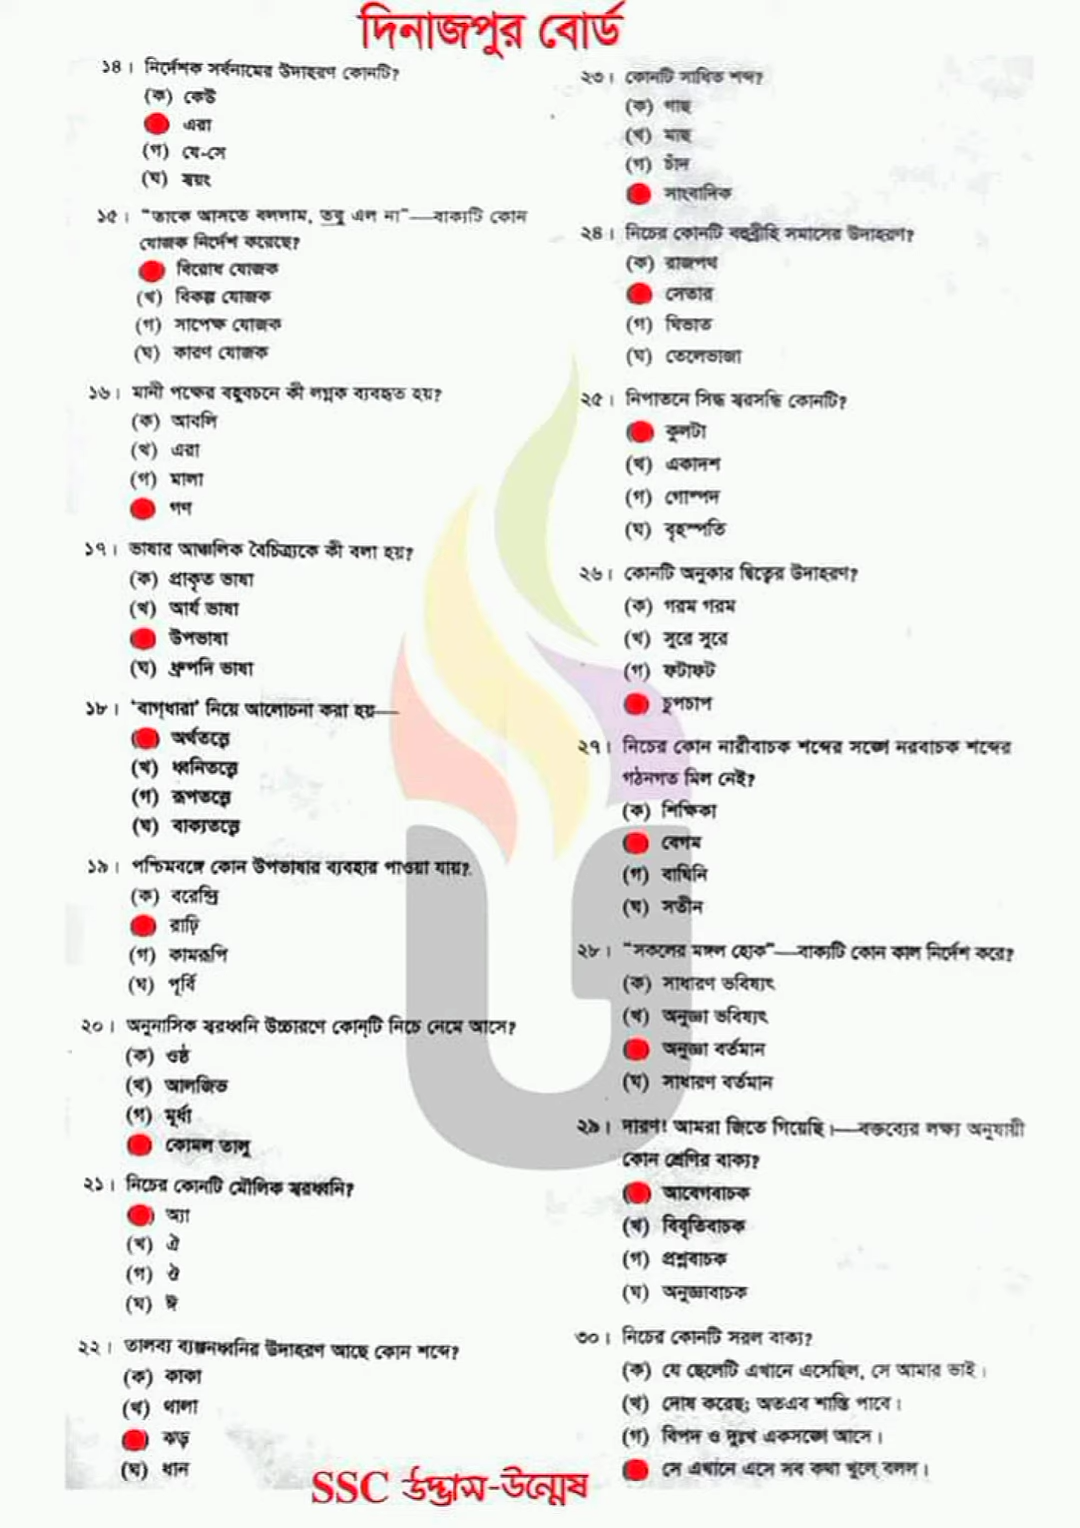 দিনাজপুর বোর্ড
১৪। নির্দেশক সর্বনামের উদাহরণ কোনটি?
(ক) কেউ
এরা
(গ) যে-সে
(ঘ) স্বয়ং
১৫। “তাকে আসতে বললাম, তবু এল না”—বাক্যটি কোন
যোজক নির্দেশ করেছে?
বিরোধ যোজক
(খ) বিকল্প যোজক
(গ) সাপেক্ষ যোজক
(ঘ) কারণ যোজক
১৬। মানী পক্ষের বহুবচনে কী লগ্নক ব্যবহৃত হয়?
(ক) আবলি
(খ) এরা
(গ) মালা
গণ
১৭। ভাষার আঞ্চলিক বৈচিত্র্যকে কী বলা হয়?
(ক) প্রাকৃত ভাষা
(খ) আর্য ভাষা
উপভাষা
(ঘ) ধ্রুপদি ভাষা
১৮। ‘বাগ্‌ধারা’ নিয়ে আলোচনা করা হয়—
অর্থতত্ত্বে
(খ) ধ্বনিতত্ত্বে
(গ) রূপতত্ত্বে
(ঘ) বাক্যতত্ত্বে
১৯। পশ্চিমবঙ্গে কোন উপভাষার ব্যবহার পাওয়া যায়?
(ক) বরেন্দ্রি
রাঢ়ি
(গ) কামরূপি
(ঘ) পূর্বি
২০। অনুনাসিক স্বরধ্বনি উচ্চারণে কোন্‌টি নিচে নেমে আসে?
(ক) ওষ্ঠ
(খ) আলজিভ
(গ) মূর্ধা
কোমল তালু
২১। নিচের কোনটি মৌলিক স্বরধ্বনি?
) অ্যা
(খ) ঐ
(গ) ঔ
(ঘ) ঈ
২২। তালব্য ব্যঞ্জনধ্বনির উদাহরণ আছে কোন শব্দে?
(ক) কাকা
(খ) থালা
ঝড়
(ঘ) ধান
২৩। কোনটি সাধিত শব্দ?
(ক) গাছ
(খ) মাছ
(গ) চাঁদ
সাংবাদিক
২৪। নিচের কোনটি বহুব্রীহি সমাসের উদাহরণ?
(ক) রাজপথ
সেতার
(গ) ঘিভাত
(ঘ) তেলেভাজা
২৫। নিপাতনে সিদ্ধ স্বরসন্ধি কোনটি?
কুলটা
(খ) একাদশ
(গ) গোষ্পদ
(ঘ) বৃহস্পতি
২৬। কোনটি অনুকার দ্বিত্বের উদাহরণ?
(ক) গরম গরম
(খ) সুরে সুরে
(গ) ফটাফট
চুপচাপ
২৭। নিচের কোন নারীবাচক শব্দের সঙ্গে নরবাচক শব্দের
গঠনগত মিল নেই?
(ক) শিক্ষিকা
বেগম
(গ) বাঘিনি
(ঘ) সতীন
২৮। “সকলের মঙ্গল হোক”—বাক্যটি কোন কাল নির্দেশ করে?
(ক) সাধারণ ভবিষ্যৎ
(খ) অনুজ্ঞা ভবিষ্যৎ
অনুজ্ঞা বর্তমান
(ঘ) সাধারণ বর্তমান
২৯। দারুণ! আমরা জিতে গিয়েছি।—বক্তব্যের লক্ষ্য অনুযায়ী
কোন শ্রেণির বাক্য?
আবেগবাচক
(খ) বিবৃতিবাচক
(গ) প্রশ্নবাচক
(ঘ) অনুজ্ঞাবাচক
৩০। নিচের কোনটি সরল বাক্য?
(ক) যে ছেলেটি এখানে এসেছিল, সে আমার ভাই।
(খ) দোষ করেছ; অতএব শাস্তি পাবে।
(গ) বিপদ ও দুঃখ একসঙ্গে আসে।
সে এখানে এসে সব কথা খুলে বলল।
SSC উদ্ভাস-উন্মেষ